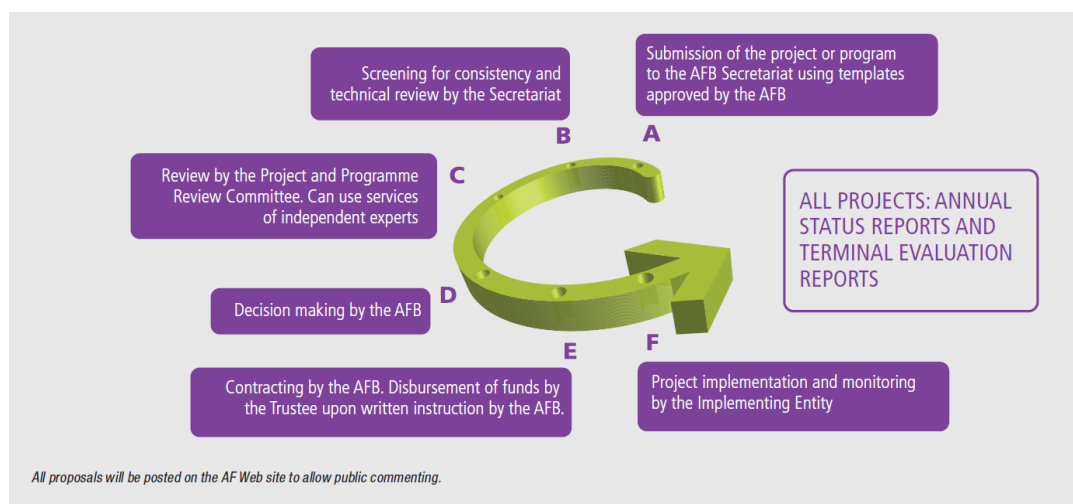 Submission of the project or program
to the AFB Secretariat using templates
approved by the AFB
A
Screening for consistency and
technical review by the Secretariat
B
Review by the Project and Programme
Review Committee. Can use services
of independent experts
C
Decision making by the AFB
D
Contracting by the AFB. Disbursement of funds by
the Trustee upon written instruction by the AFB.
E
Project implementation and monitoring
by the Implementing Entity
F
ALL PROJECTS: ANNUAL
STATUS REPORTS AND
TERMINAL EVALUATION
REPORTS
All proposals will be posted on the AF Web site to allow public commenting.